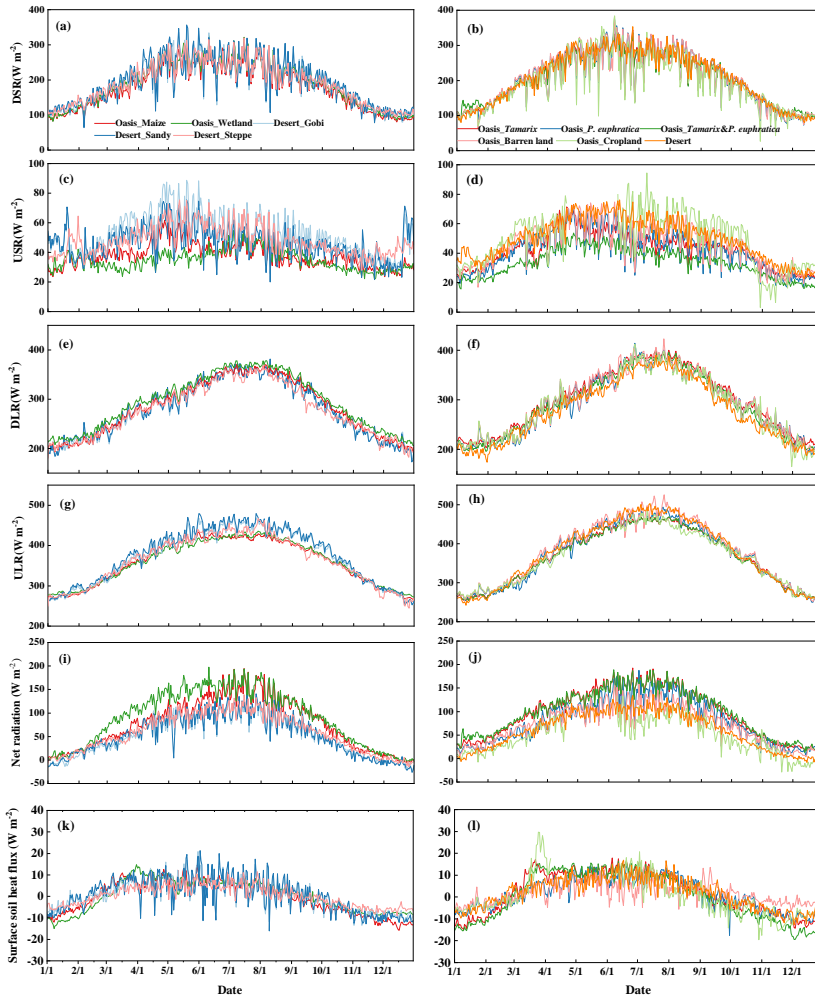 (a)
400
300
200
100
0
DSR(W m-2)
Oasis_Maize Oasis_Wetland Desert_Gobi
Desert_Sandy Desert_Steppe
(b)
400
300
200
100
0
Oasis_Tamarix Oasis_P. euphratica Oasis_Tamarix&P. euphratica
Oasis_Barren land Oasis_Cropland Desert
(c)
100
80
60
40
20
0
USR(W m-2)
(d)
100
80
60
40
20
0
(e)
400
300
200
DLR(W m-2)
(f)
400
300
200
(g)
500
400
300
200
ULR(W m-2)
(h)
500
400
300
200
(i)
250
200
150
100
50
0
-50
Net radiation (W m-2)
(j)
250
200
150
100
50
0
-50
(k)
40
30
20
10
0
-10
-20
-30
Surface soil heat flux (W m-2)
1/1 2/1 3/1 4/1 5/1 6/1 7/1 8/1 9/1 10/1 11/1 12/1
Date
(l)
40
30
20
10
0
-10
-20
-30
1/1 2/1 3/1 4/1 5/1 6/1 7/1 8/1 9/1 10/1 11/1 12/1
Date